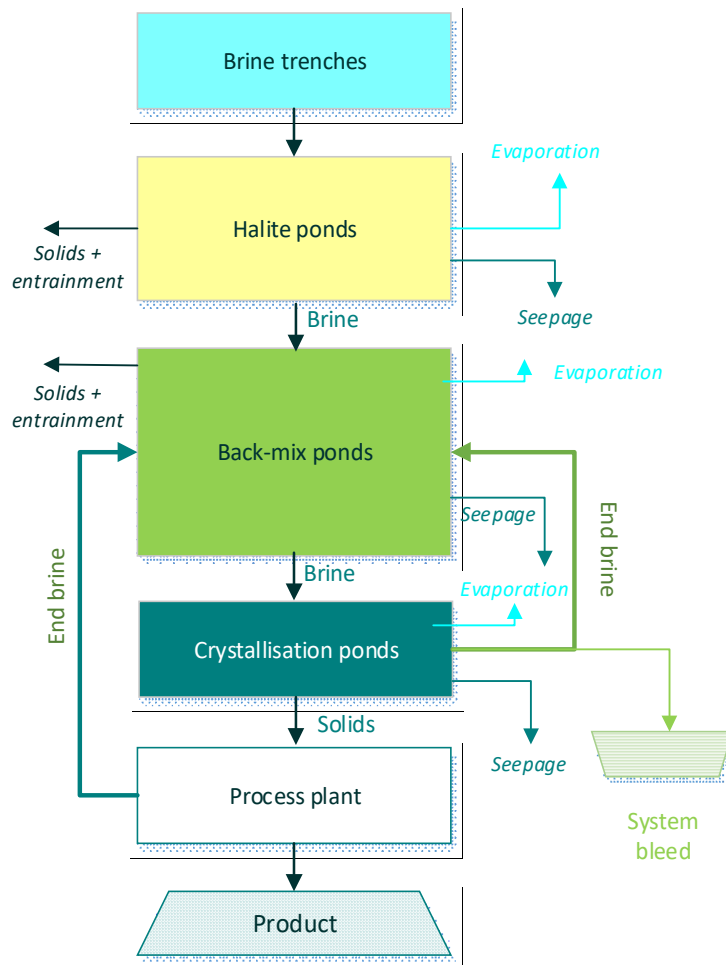 Brine trenches
Evaporation
Halite ponds
Solids +
entrainment
Seepage
Brine
Evaporation
Solids +
entrainment
Back-mix ponds
Seepage
End brine
End brine
Brine
Evaporation
Crystallisation ponds
Solids
Seepage
Process plant
System
bleed
Product